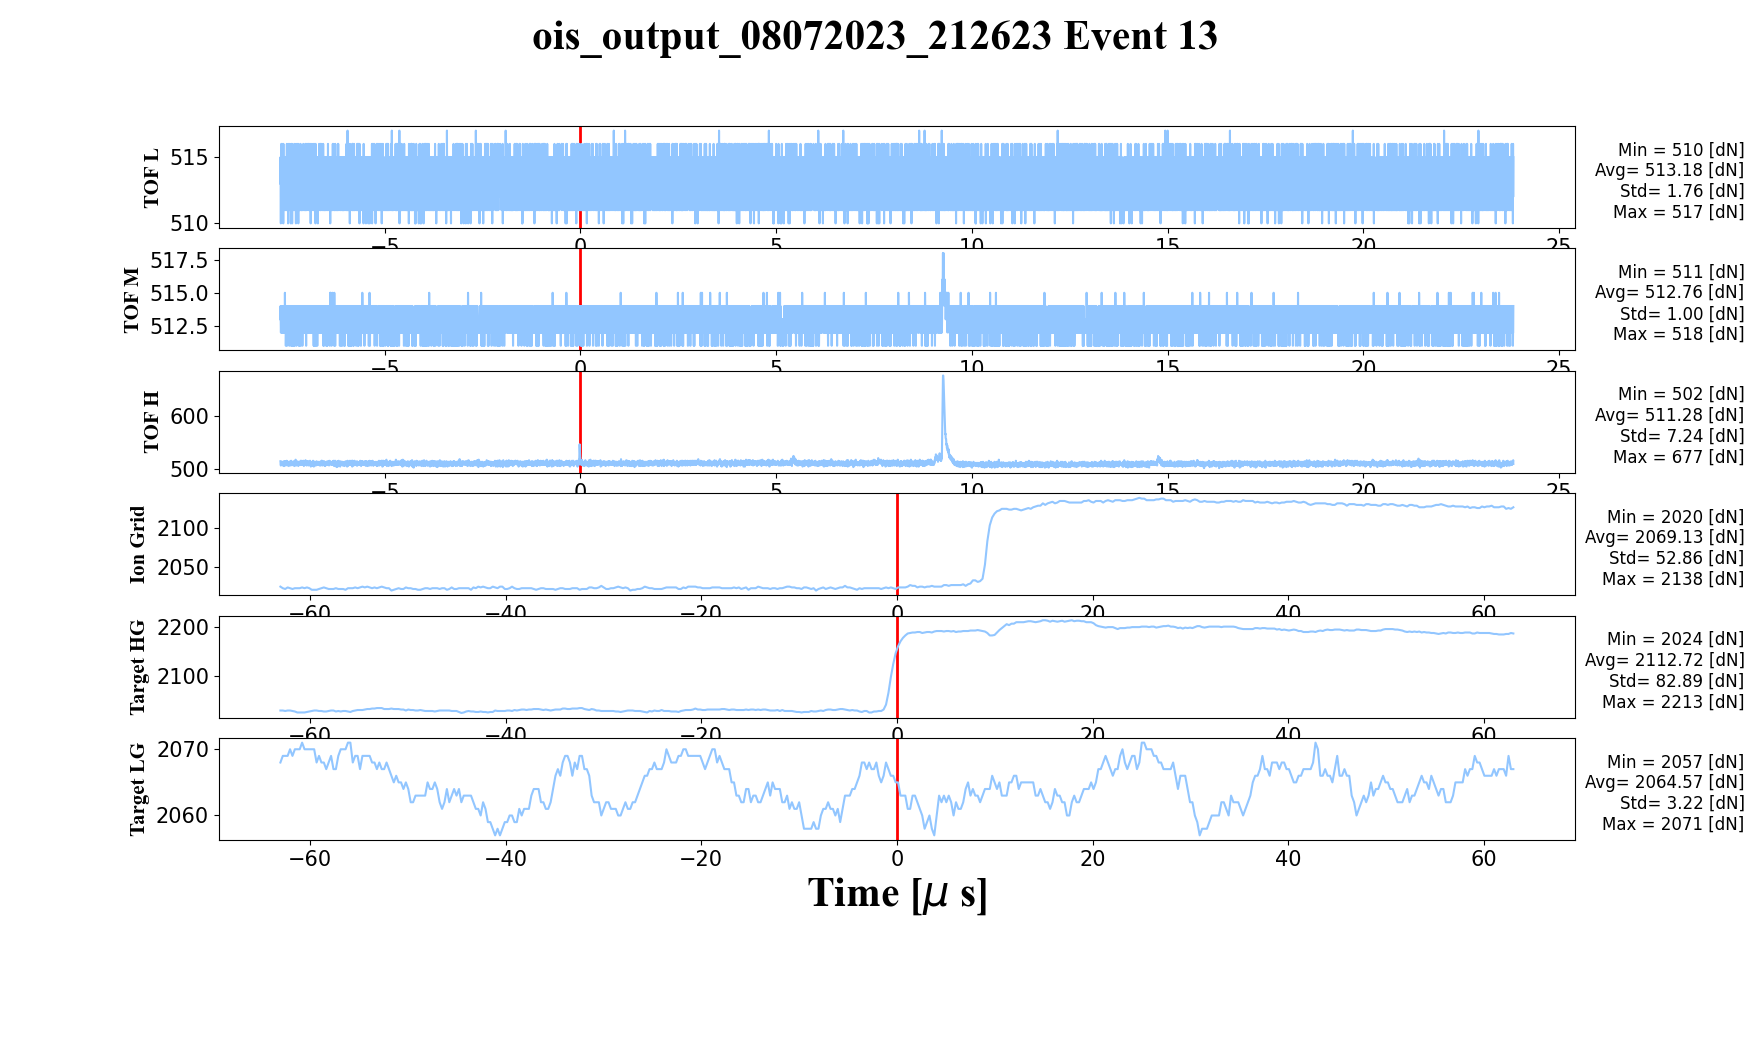 ois_output_08072023_212623 Event 13
TOF L
515
510
Min = 510 [dN]
Avg= 513.18 [dN]
Std= 1.76 [dN]
Max = 517 [dN]
−5 0 5 10 15 20 25
TOF M
517.5
515.0
512.5
Min = 511 [dN]
Avg= 512.76 [dN]
Std= 1.00 [dN]
Max = 518 [dN]
−5 0 5 10 15 20 25
TOF H
600
500
Min = 502 [dN]
Avg= 511.28 [dN]
Std= 7.24 [dN]
Max = 677 [dN]
−5 0 5 10 15 20 25
Ion Grid
2100
2050
Min = 2020 [dN]
Avg= 2069.13 [dN]
Std= 52.86 [dN]
Max = 2138 [dN]
−60 −40 −20 0 20 40 60
Target HG
2200
2100
Min = 2024 [dN]
Avg= 2112.72 [dN]
Std= 82.89 [dN]
Max = 2213 [dN]
−60 −40 −20 0 20 40 60
Target LG
2070
2060
Min = 2057 [dN]
Avg= 2064.57 [dN]
Std= 3.22 [dN]
Max = 2071 [dN]
−60 −40 −20 0 20 40 60
Time [μ s]